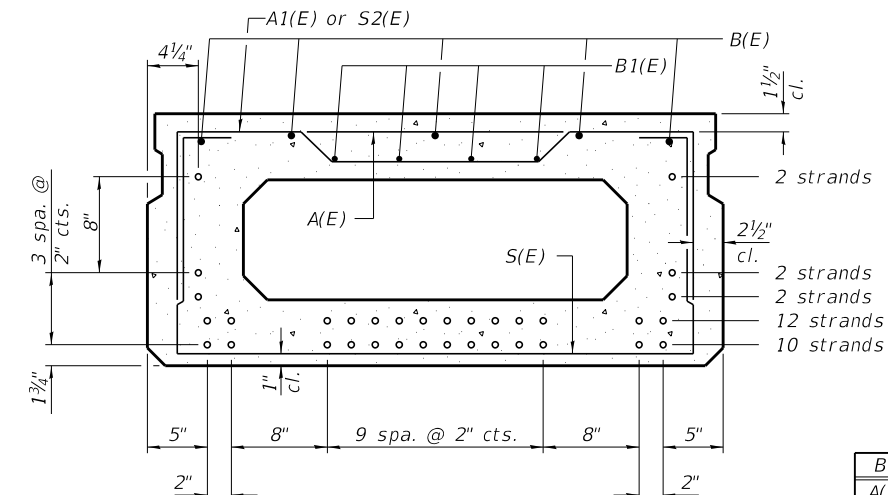 A1(E) or S2(E)
B(E)
4¼"
B1(E)
1½"
cl.
2 strands
3 spa. @
2" cts.
8"
A(E)
2½"
cl.
S(E)
2 strands
2 strands
12 strands
10 strands
1¾"
1"
cl.
5"
8"
9 spa. @ 2" cts.
8"
5"
2"
2"
B
A(